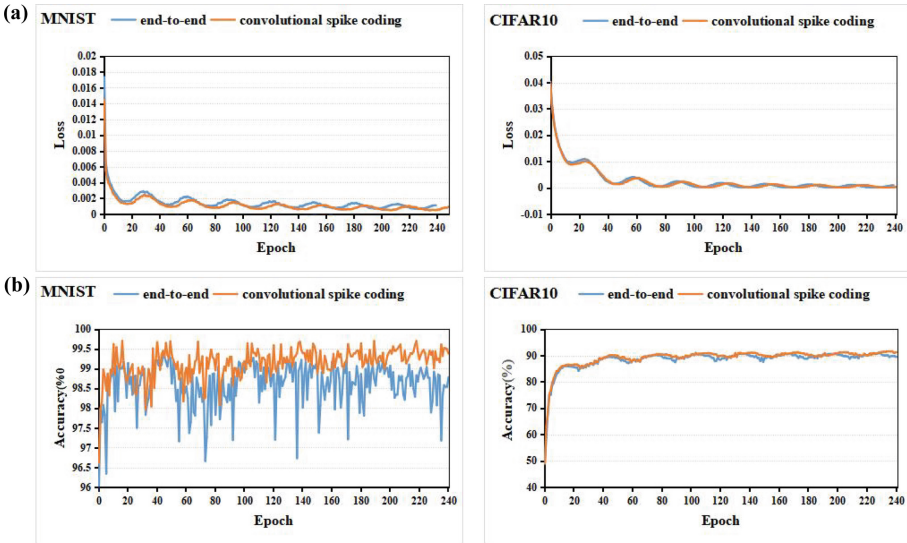 (a)
MNIST
end-to-end convolutional spike coding
0.02
0.018
0.016
0.014
0.012
0.01
0.008
0.006
0.004
0.002
0
Loss
0 20 40 60 80 100 120 140 160 180 200 220 240
Epoch
CIFAR10
end-to-end convolutional spike coding
0.05
0.04
0.03
0.02
0.01
0
-0.01
Loss
0 20 40 60 80 100 120 140 160 180 200 220 240
Epoch
(b)
MNIST
end-to-end convolutional spike coding
100
99.5
99
98.5
98
97.5
97
96.5
96
Accuracy(%0
0 20 40 60 80 100 120 140 160 180 200 220 240
Epoch
CIFAR10
end-to-end convolutional spike coding
100
90
80
70
60
50
40
Accuracy(%)
0 20 40 60 80 100 120 140 160 180 200 220 240
Epoch